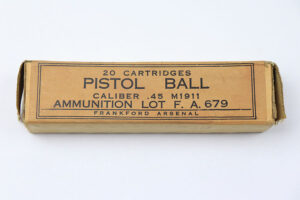 20 CARTRIDGES
PISTOL BALL
CALIBER .45 M1911
AMMUNITION LOT F. A. 679
FRANKFORD ARSENAL